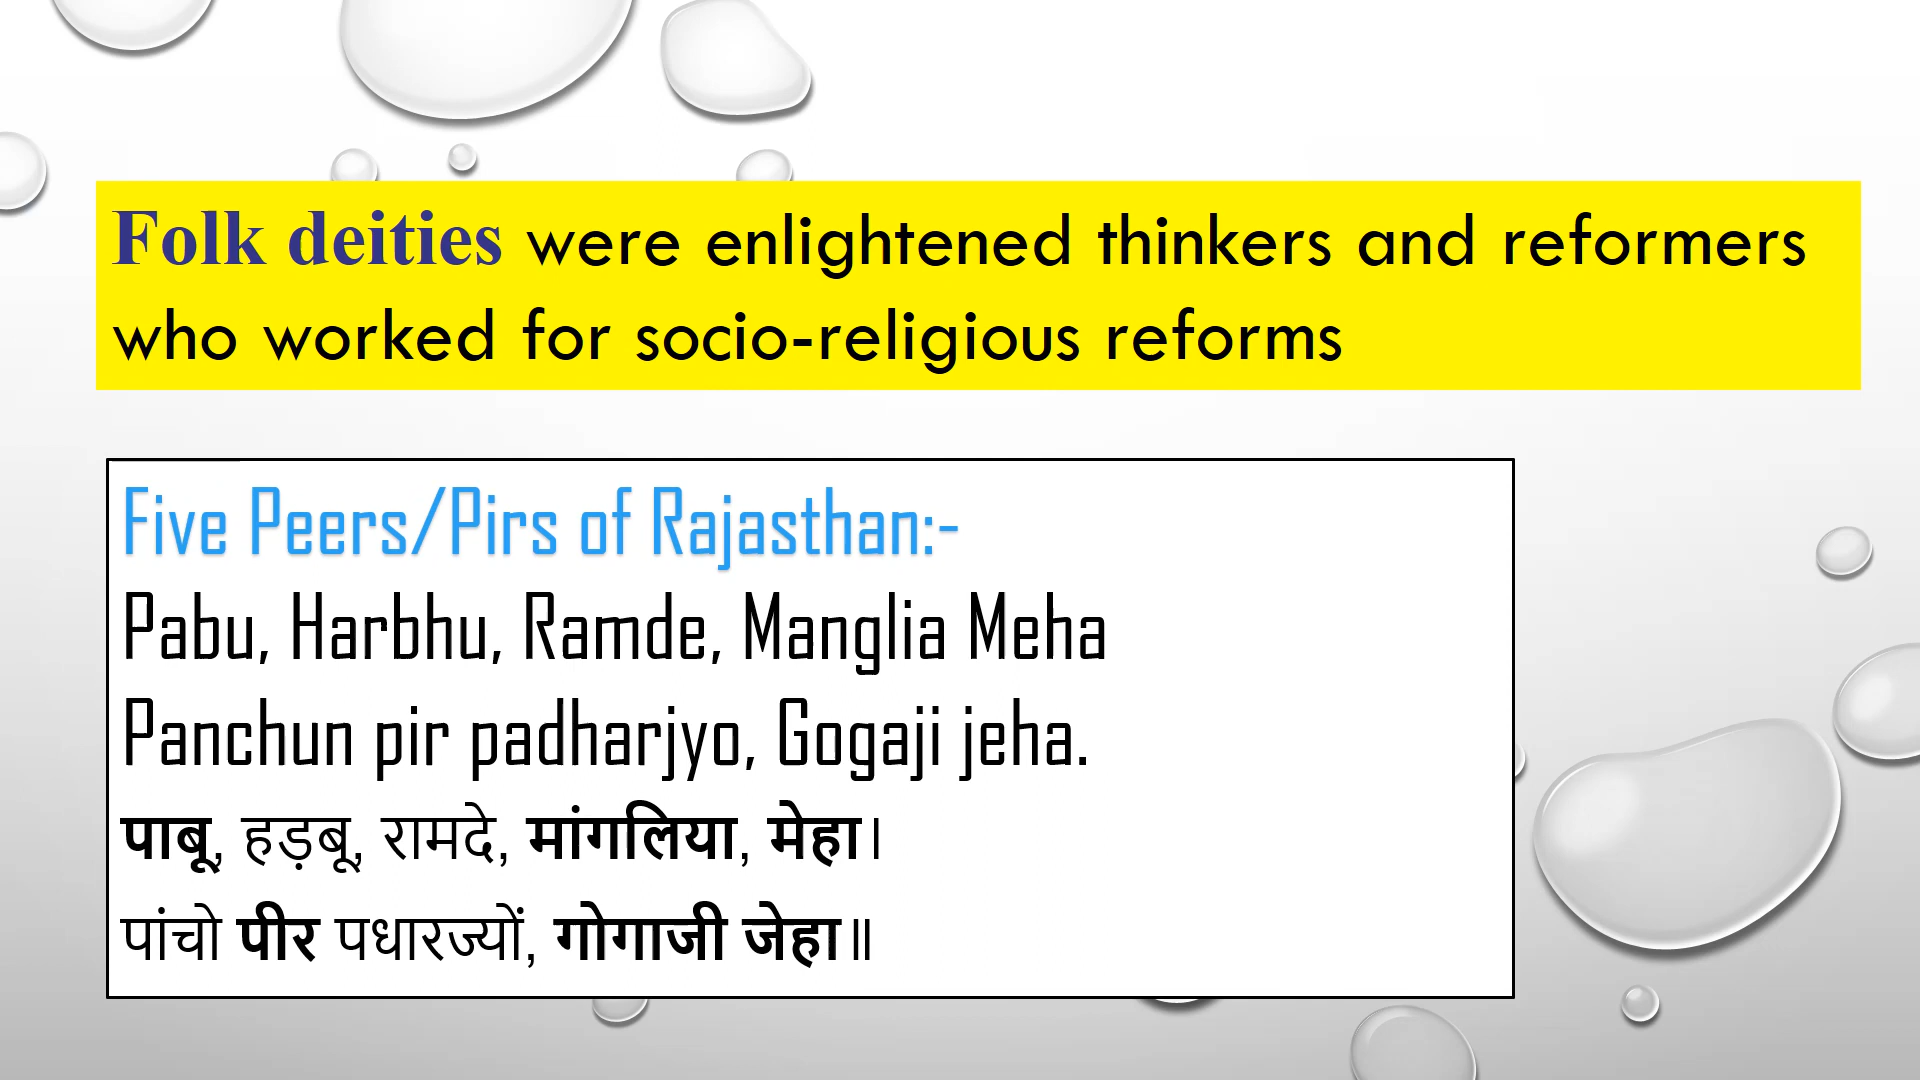 Folk deities were enlightened thinkers and reformers
who worked for socio-religious reforms
Five Peers/Pirs of Rajasthan:-
Pabu, Harbhu, Ramde, Manglia Meha
Panchun pir padharjyo, Gogaji jeha.
पाबू, हड़बू, रामदे, मांगलिया, मेहा।
पांचो पीर पधारज्यों, गोगाजी जेहा॥